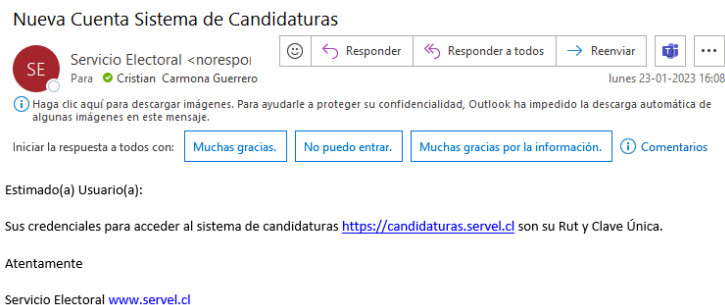 Nueva Cuenta Sistema de Candidaturas
SE
Servicio Electoral <norespo
Responder
Responder a todos
Reenviar
Para Cristian Carmona Guerrero
lunes 23-01-2023 16:08
Haga clic aquí para descargar imágenes. Para ayudarle a proteger su confidencialidad, Outlook ha impedido la descarga automática de
algunas imágenes en este mensaje.
Iniciar la respuesta a todos con: Muchas gracias. No puedo entrar. Muchas gracias por la información. Comentarios
Estimado(a) Usuario(a):
Sus credenciales para acceder al sistema de candidaturas https://candidaturas.servel.cl son su Rut y Clave Única.
Atentamente
Servicio Electoral www.servel.cl